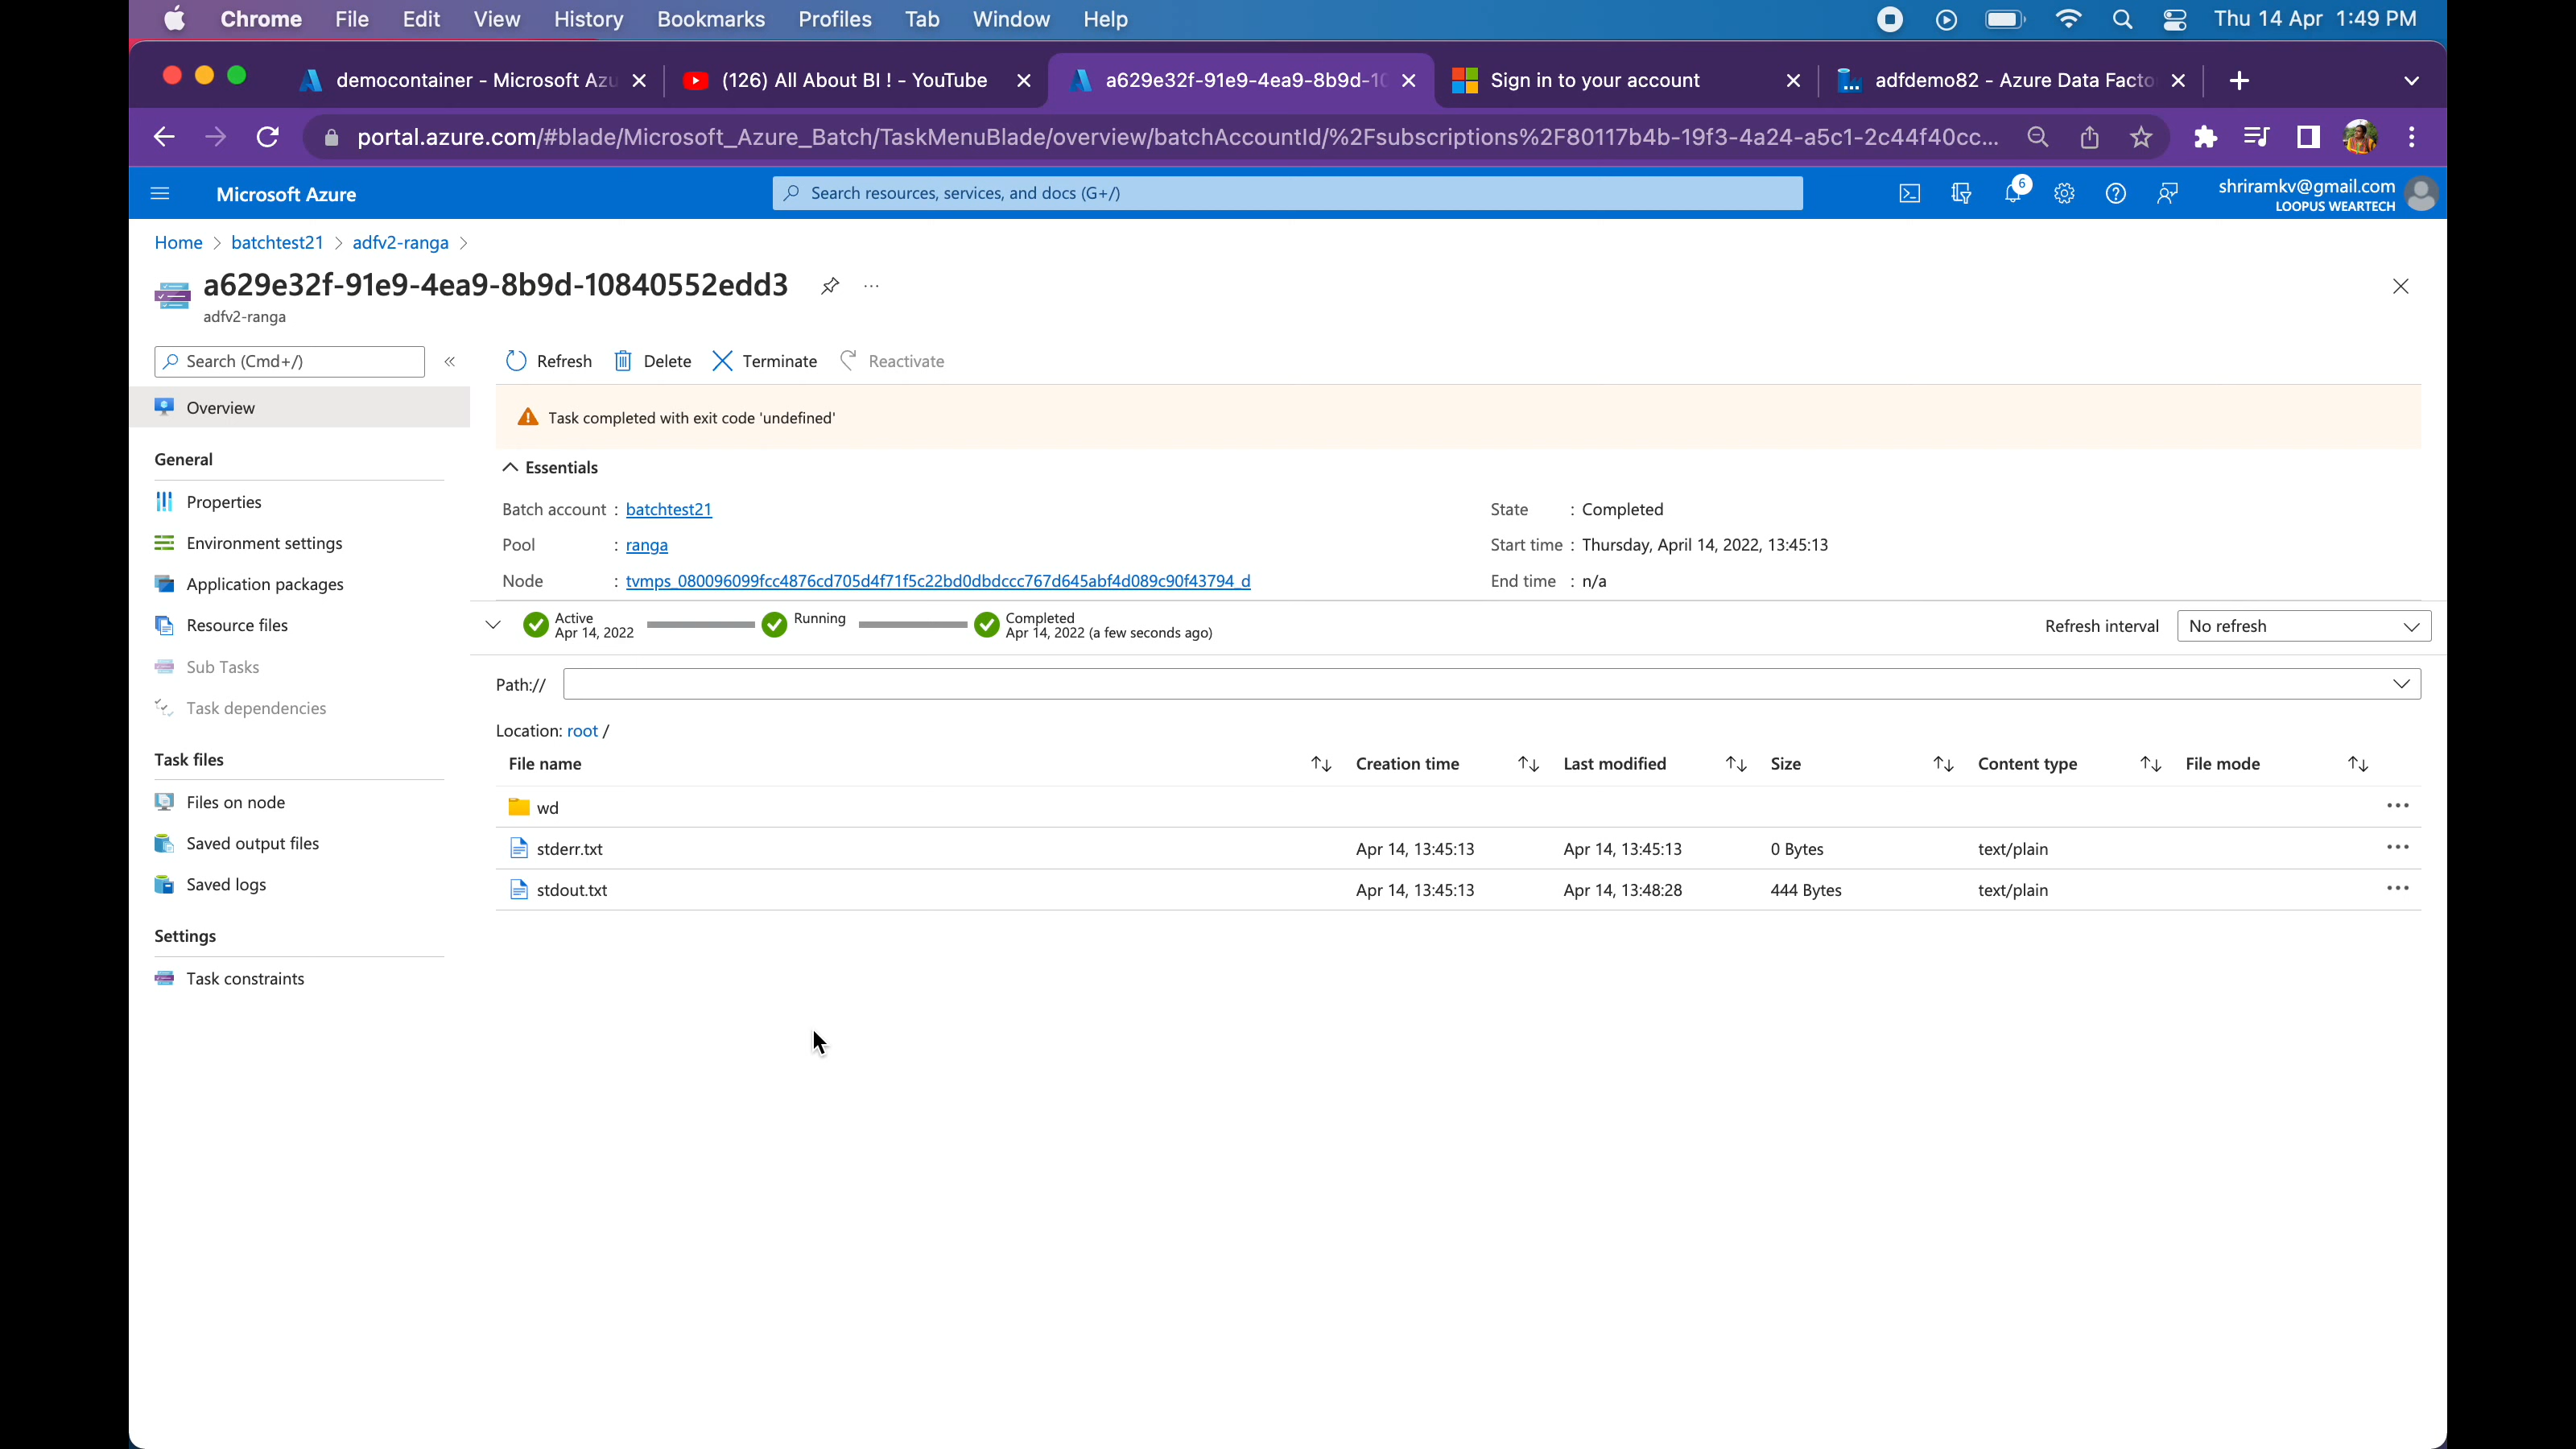 Chrome File Edit View History Bookmarks Profiles Tab Window Help Thu 14 Apr 1:49 PM
democontainer - Microsoft Azu (126) All About BI ! - YouTube a629e32f-91e9-4ea9-8b9d-10 Sign in to your account adfdemo82 - Azure Data Facto
portal.azure.com/#blade/Microsoft_Azure_Batch/TaskMenuBlade/overview/batchAccountId/%2Fsubscriptions%2F80117b4b-19f3-4a24-a5c1-2c44f40cc...
Microsoft Azure Search resources, services, and docs (G+/) 6 shriramkv@gmail.com
LOOPUS WEARTECH
Home > batchtest21 > adfv2-ranga >
a629e32f-91e9-4ea9-8b9d-10840552edd3 ...
adfv2-ranga
Search (Cmd+/) « Refresh Delete Terminate Reactivate
Overview
Task completed with exit code 'undefined'
General
Properties
Environment settings
Application packages
Resource files
Sub Tasks
Task dependencies
Task files
Files on node
Saved output files
Saved logs
Settings
Task constraints
Essentials
Batch account : batchtest21
Pool : ranga
Node : tvmps_080096099fcc4876cd705d4f71f5c22bd0dbdccc767d645abf4d089c90f43794_d
State : Completed
Start time : Thursday, April 14, 2022, 13:45:13
End time : n/a
Active
Apr 14, 2022
Running
Completed
Apr 14, 2022 (a few seconds ago)
Refresh interval No refresh
Path://
Location: root /
File name Creation time Last modified Size Content type File mode
wd ...
stderr.txt Apr 14, 13:45:13 Apr 14, 13:45:13 0 Bytes text/plain ...
stdout.txt Apr 14, 13:45:13 Apr 14, 13:48:28 444 Bytes text/plain ...